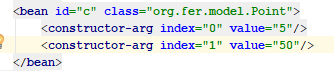 <bean id="c" class="org.fer.model.Point">
<constructor-arg index="0" value="5"/>
<constructor-arg index="1" value="50"/>
</bean>